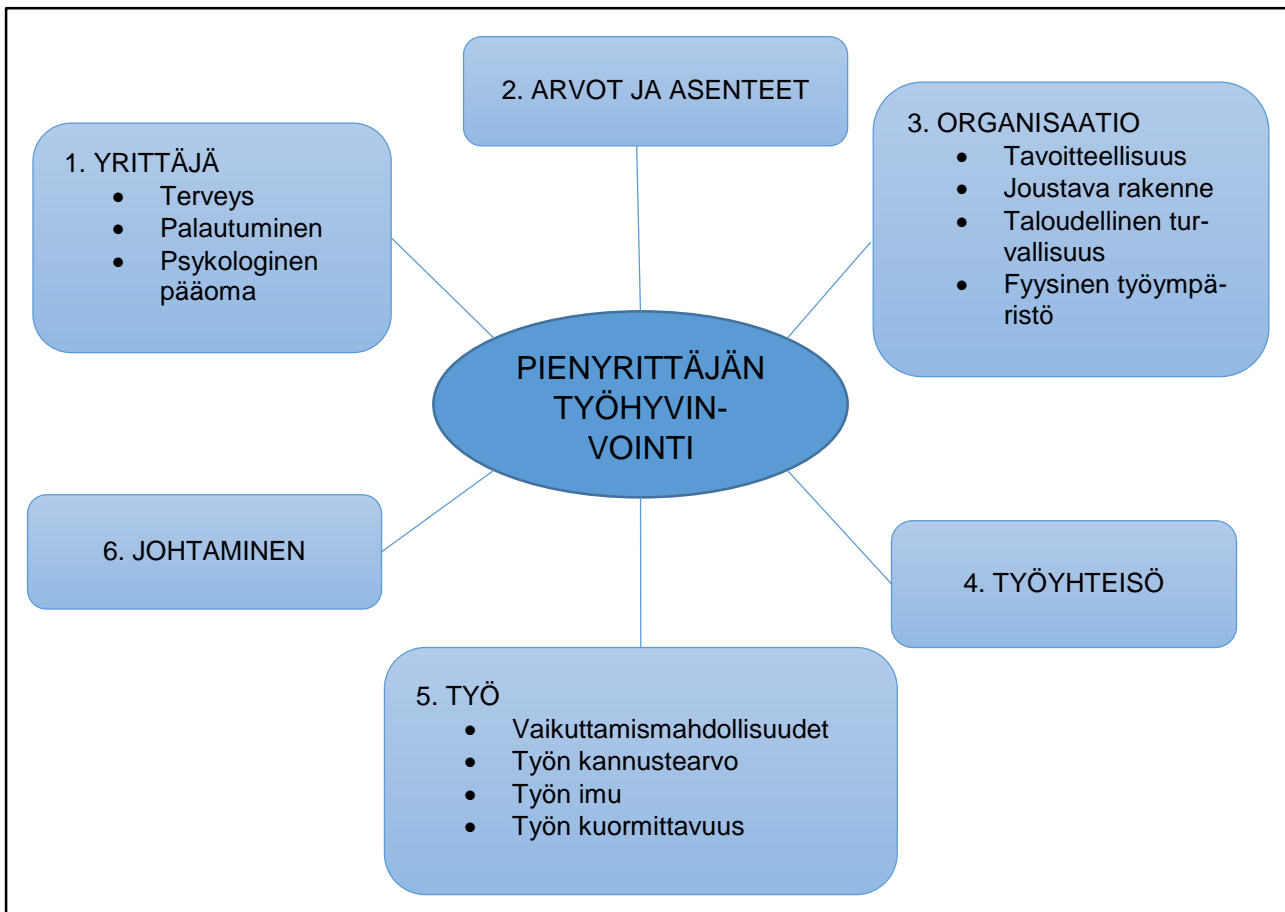 1. YRITTÄJÄ
• Terveys
• Palautuminen
• Psykologinen
pääoma
2. ARVOT JA ASENTEET
3. ORGANISAATIO
• Tavoitteellisuus
• Joustava rakenne
• Taloudellinen tur-
vallisuus
• Fyysinen työympä-
ristö
PIENYRITTÄJÄN
TYÖHYVIN-
VOINTI
6. JOHTAMINEN
4. TYÖYHTEISÖ
5. TYÖ
• Vaikuttamismahdollisuudet
• Työn kannustearvo
• Työn imu
• Työn kuormittavuus